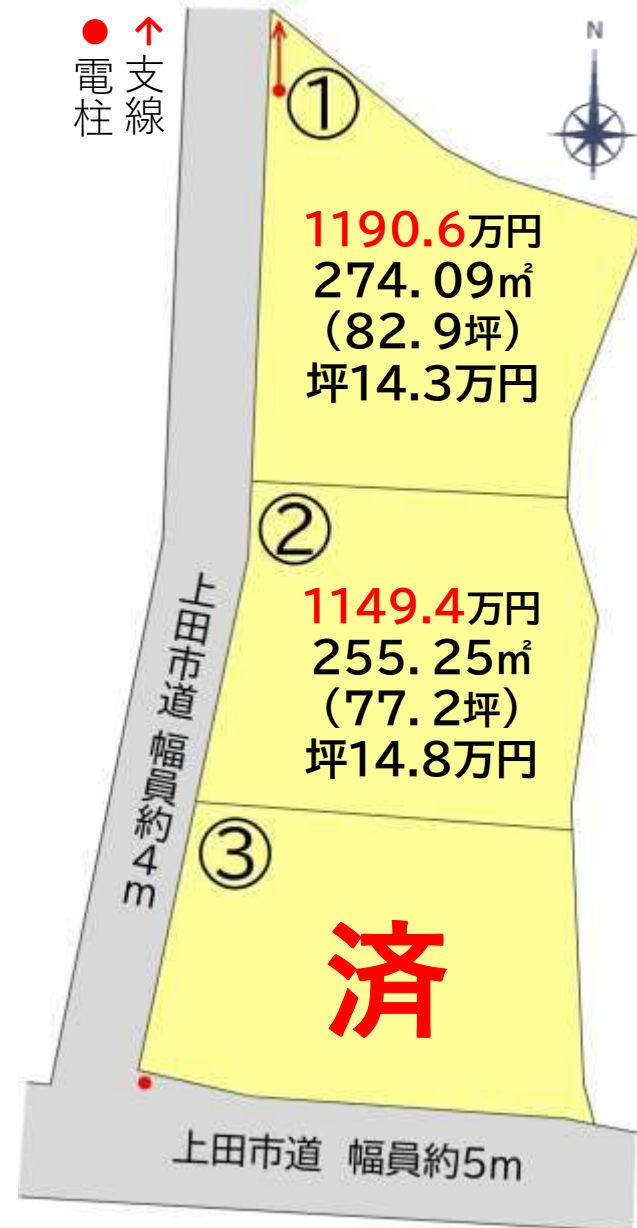 ● 電柱
↑ 支線
N
①
1190.6万円
274.09㎡
(82.9坪)
坪14.3万円
②
1149.4万円
255.25㎡
(77.2坪)
坪14.8万円
上田市道 幅員約4m
③
済
上田市道 幅員約5m